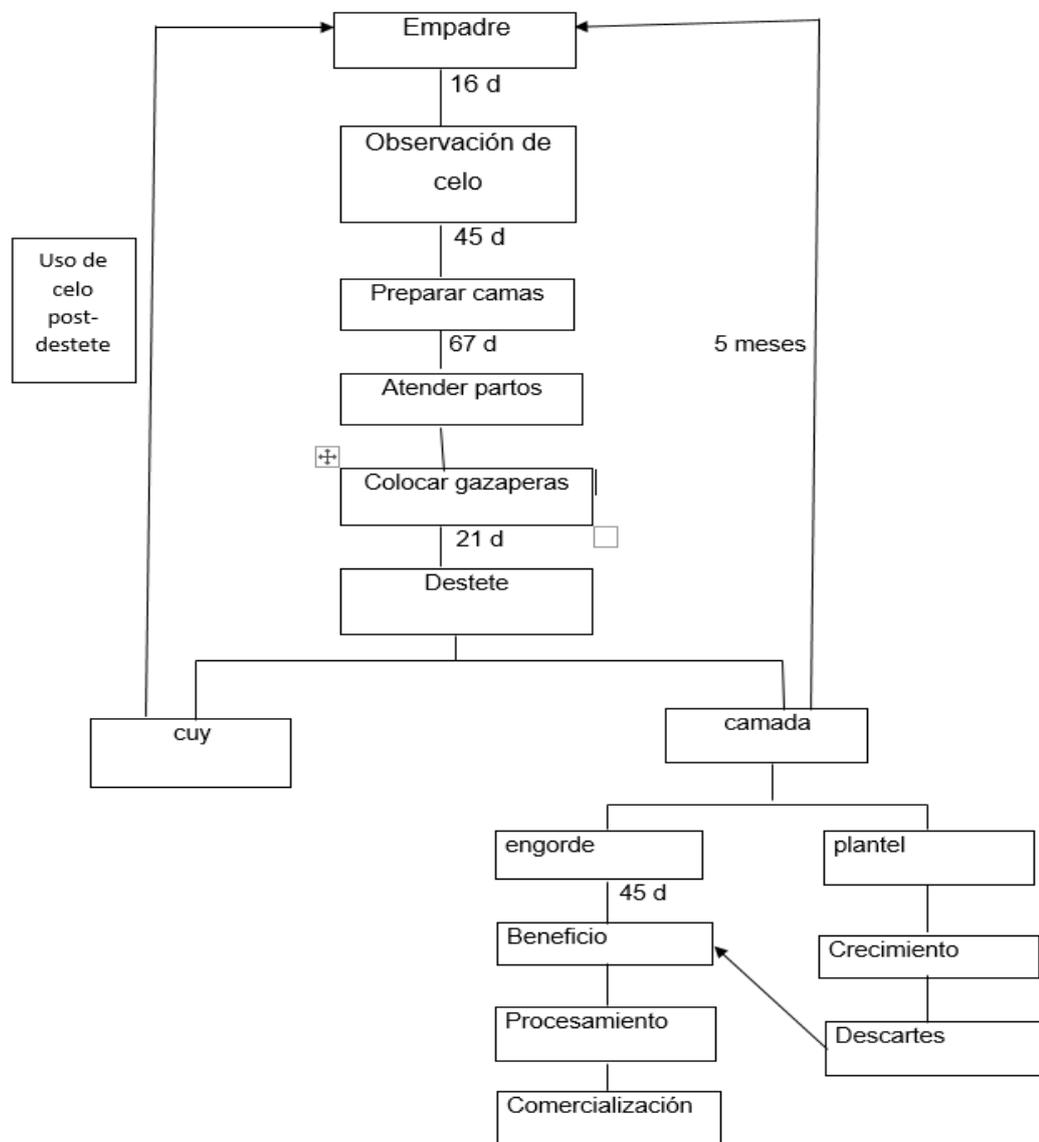 Empadre
16 d
Observación de
celo
45 d
Uso de
celo
post-
destete
Preparar camas
67 d
5 meses
Atender partos
Colocar gazaperas
21 d
Destete
cuy
camada
engorde
plantel
45 d
Beneficio
Crecimiento
Procesamiento
Descartes
Comercialización